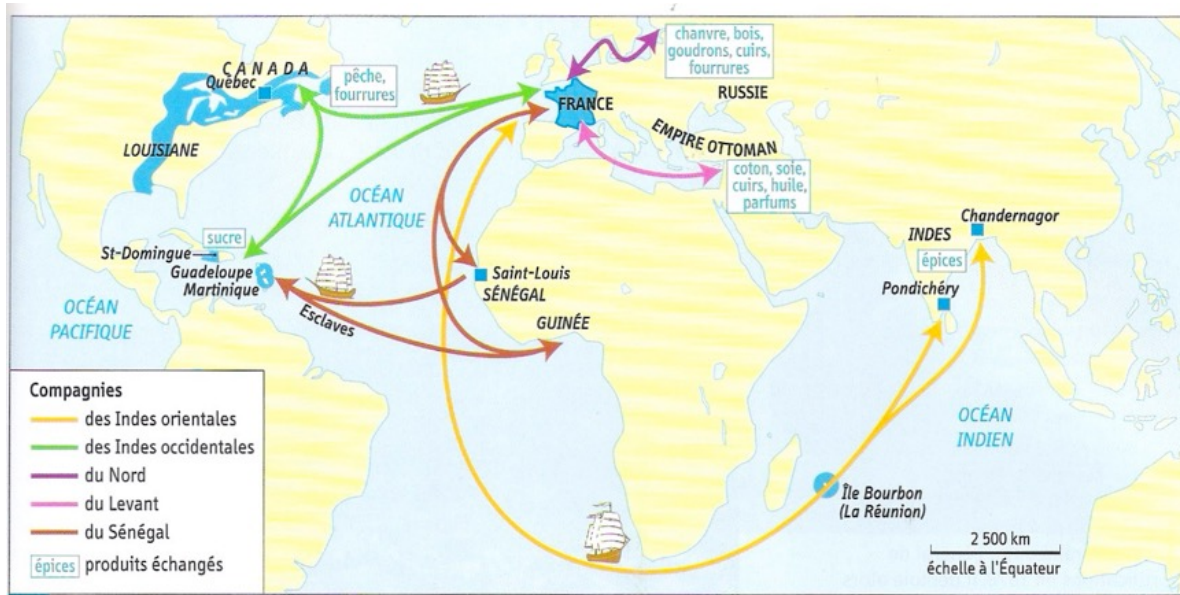 chanvre, bois,
goudrons, cuirs,
fourrures
CANADA
Québec
pêche,
fourrures
FRANCE
RUSSIE
LOUISIANE
EMPIRE OTTOMAN
coton, soie,
cuirs, huile,
parfums
OCÉAN
ATLANTIQUE
Chandernagor
sucre
INDES
St-Domingue
épices
Guadeloupe
Martinique
Saint-Louis
SÉNÉGAL
Pondichéry
OCÉAN
PACIFIQUE
Esclaves
GUINÉE
Compagnies
des Indes orientales
des Indes occidentales
du Nord
du Levant
du Sénégal
épices produits échangés
OCÉAN
INDIEN
Île Bourbon
(La Réunion)
2 500 km
échelle à l'Équateur